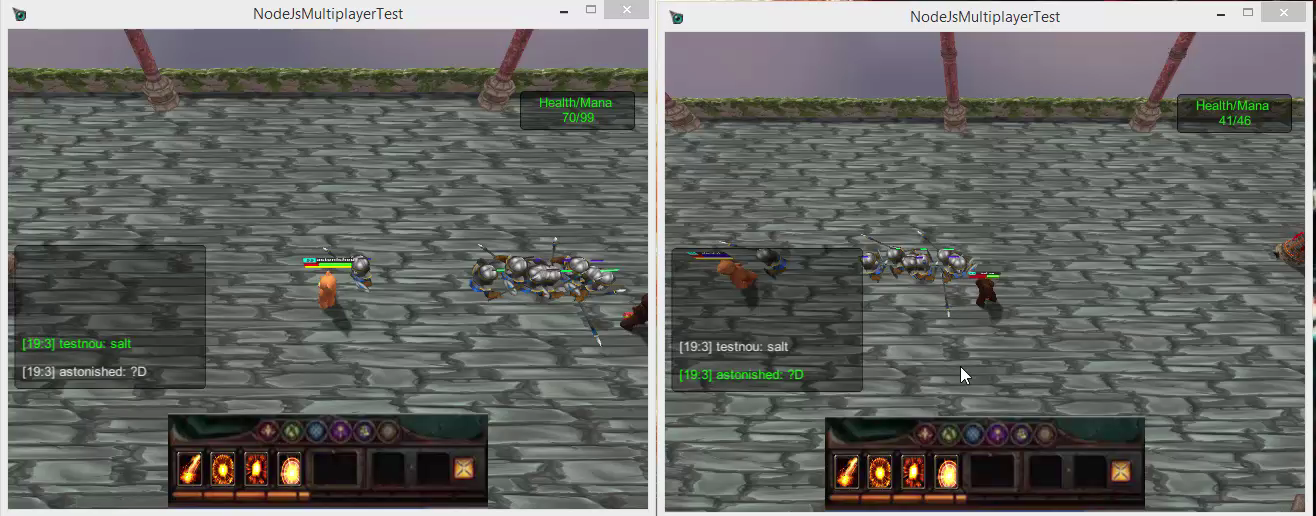 NodeJsMultiplayerTest
Health/Mana
70/99
astonished
[19:3] testnou: salt
[19:3] astonished: ?D
NodeJsMultiplayerTest
Health/Mana
41/46
[19:3] testnou: salt
[19:3] astonished: ?D